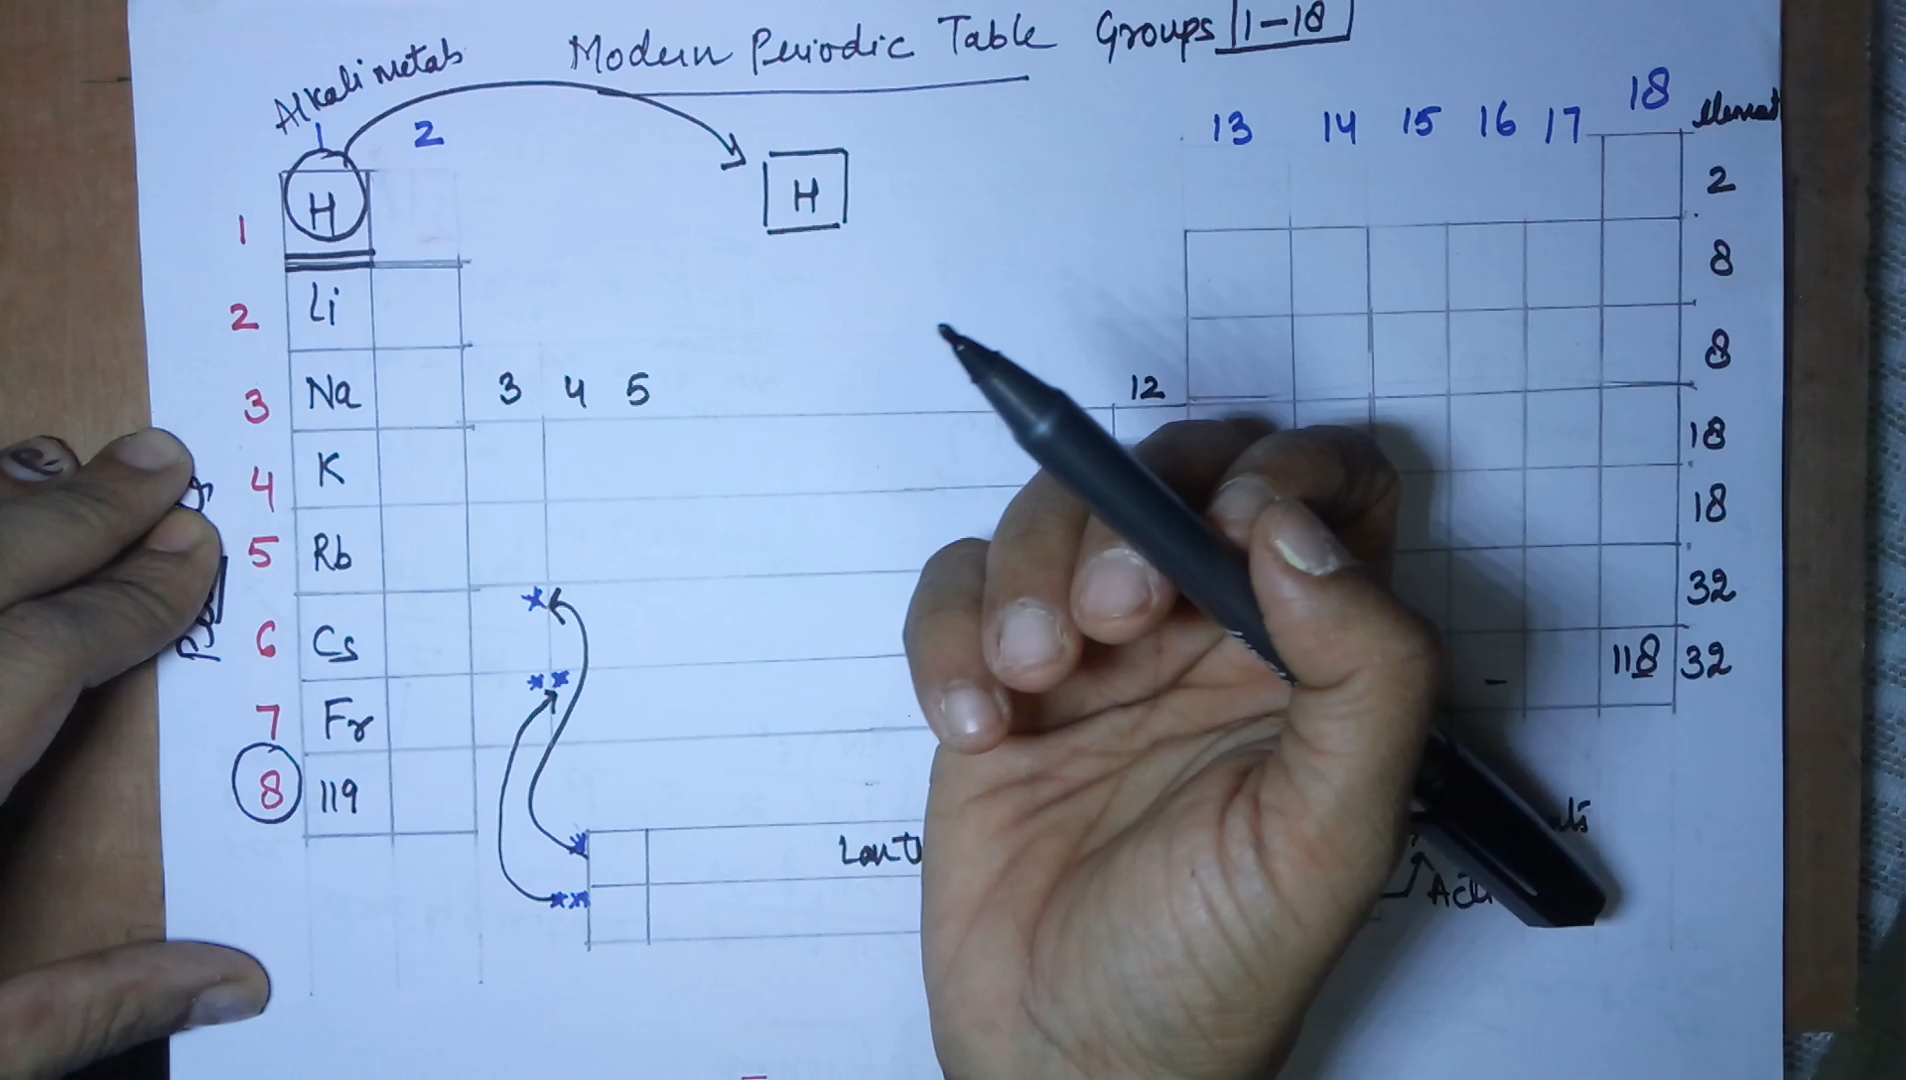 Modern Periodic Table Groups 1-18
Alkali metals
1 2 13 14 15 16 17 18
H H 2
1
8
2 Li
3 Na 3 4 5 12 8
4 K 18
5 Rb 18
* 32
6 Cs
** - 118 32
7 Fr
8 119
*
**